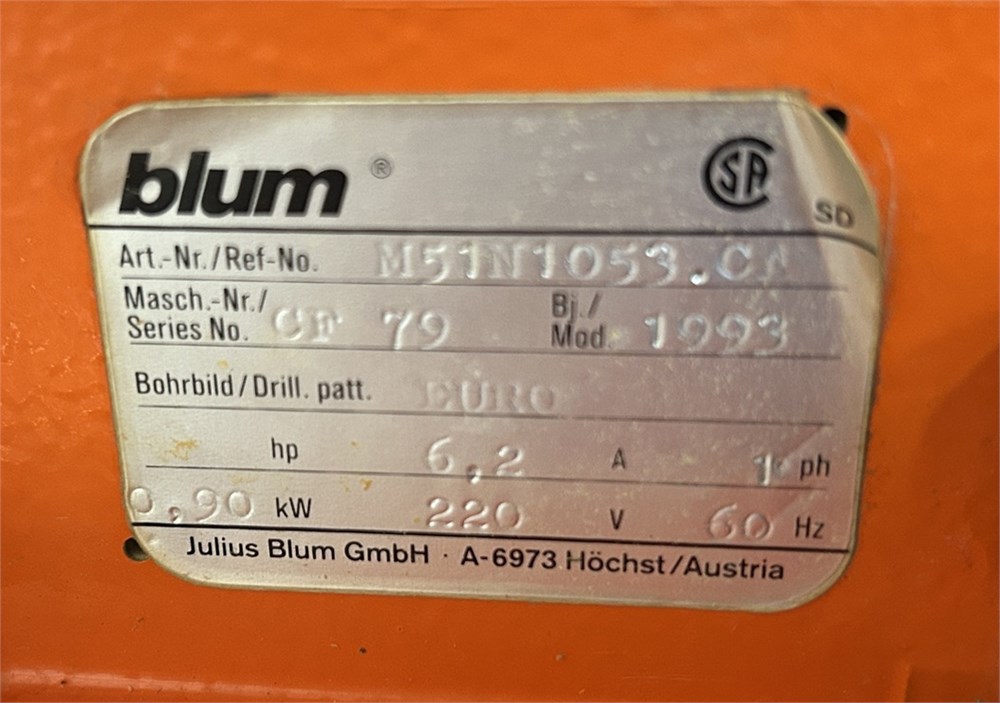 blum ®
SA
SD
Art.-Nr./Ref-No. M51N1053.CA
Masch.-Nr./ Bj./
Series No. CF 79 Mod. 1993
Bohrbild/Drill. patt. EURO
hp 6,2 A 1 ph
0,90 kW 220 V 60 Hz
Julius Blum GmbH · A-6973 Höchst/Austria